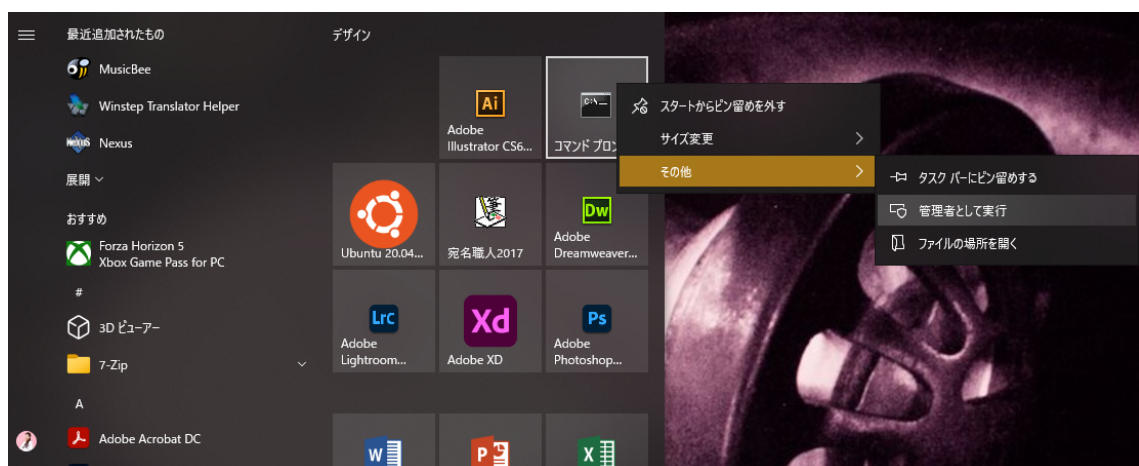 最近追加されたもの
MusicBee
Winstep Translator Helper
NEXUS
Nexus
展開
おすすめ
Forza Horizon 5
Xbox Game Pass for PC
#
3D ビューアー
7-Zip
A
Adobe Acrobat DC
デザイン
Ai
Adobe
Illustrator CS6...
C:\_
コマンド プロン
Ubuntu 20.04...
筆
宛名職人2017
Dw
Adobe
Dreamweaver...
Lrc
Adobe
Lightroom...
Xd
Adobe XD
Ps
Adobe
Photoshop...
W
P
X
スタートからピン留めを外す
サイズ変更
その他
タスク バーにピン留めする
管理者として実行
ファイルの場所を開く